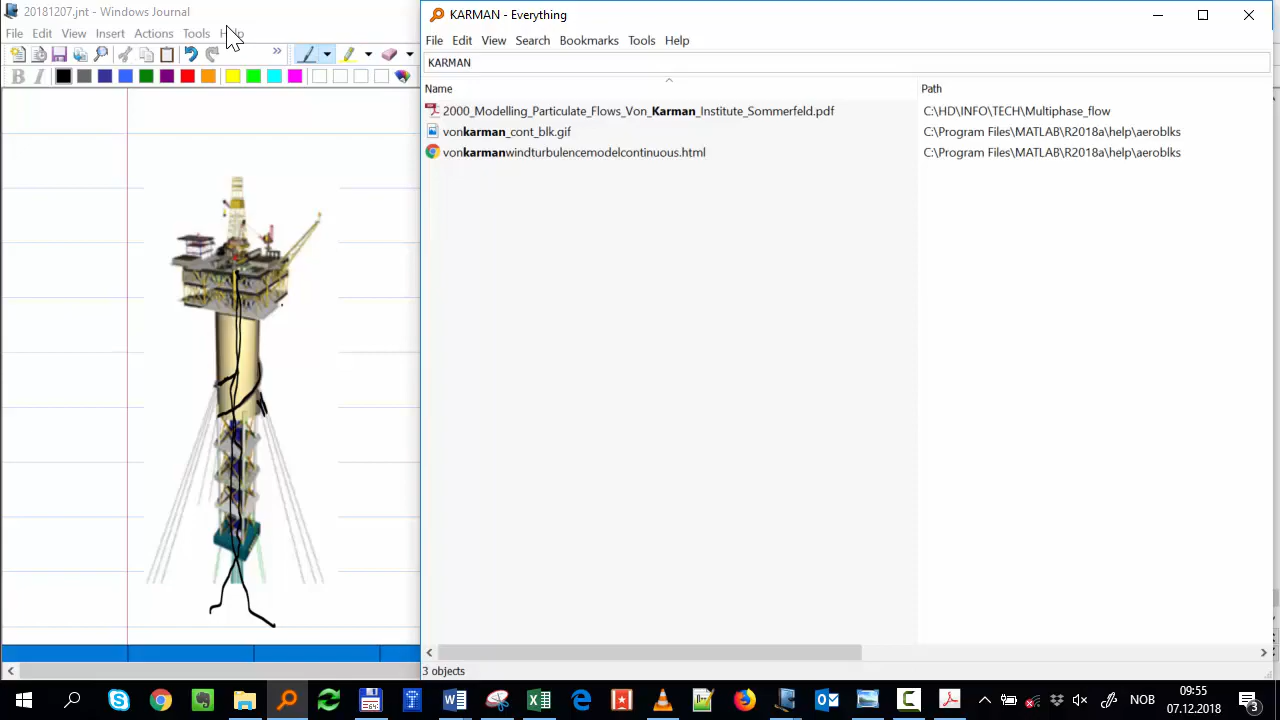 20181207.jnt - Windows Journal
File Edit View Insert Actions Tools Help
»
B I
KARMAN - Everything
File Edit View Search Bookmarks Tools Help
KARMAN
Name Path
2000_Modelling_Particulate_Flows_Von_Karman_Institute_Sommerfeld.pdf C:\HD\INFO\TECH\Multiphase_flow
vonkarman_cont_blk.gif C:\Program Files\MATLAB\R2018a\help\aeroblks
vonkarmanwindturbulencemodelcontinuous.html C:\Program Files\MATLAB\R2018a\help\aeroblks
3 objects
NOB
09:55
07.12.2018
3